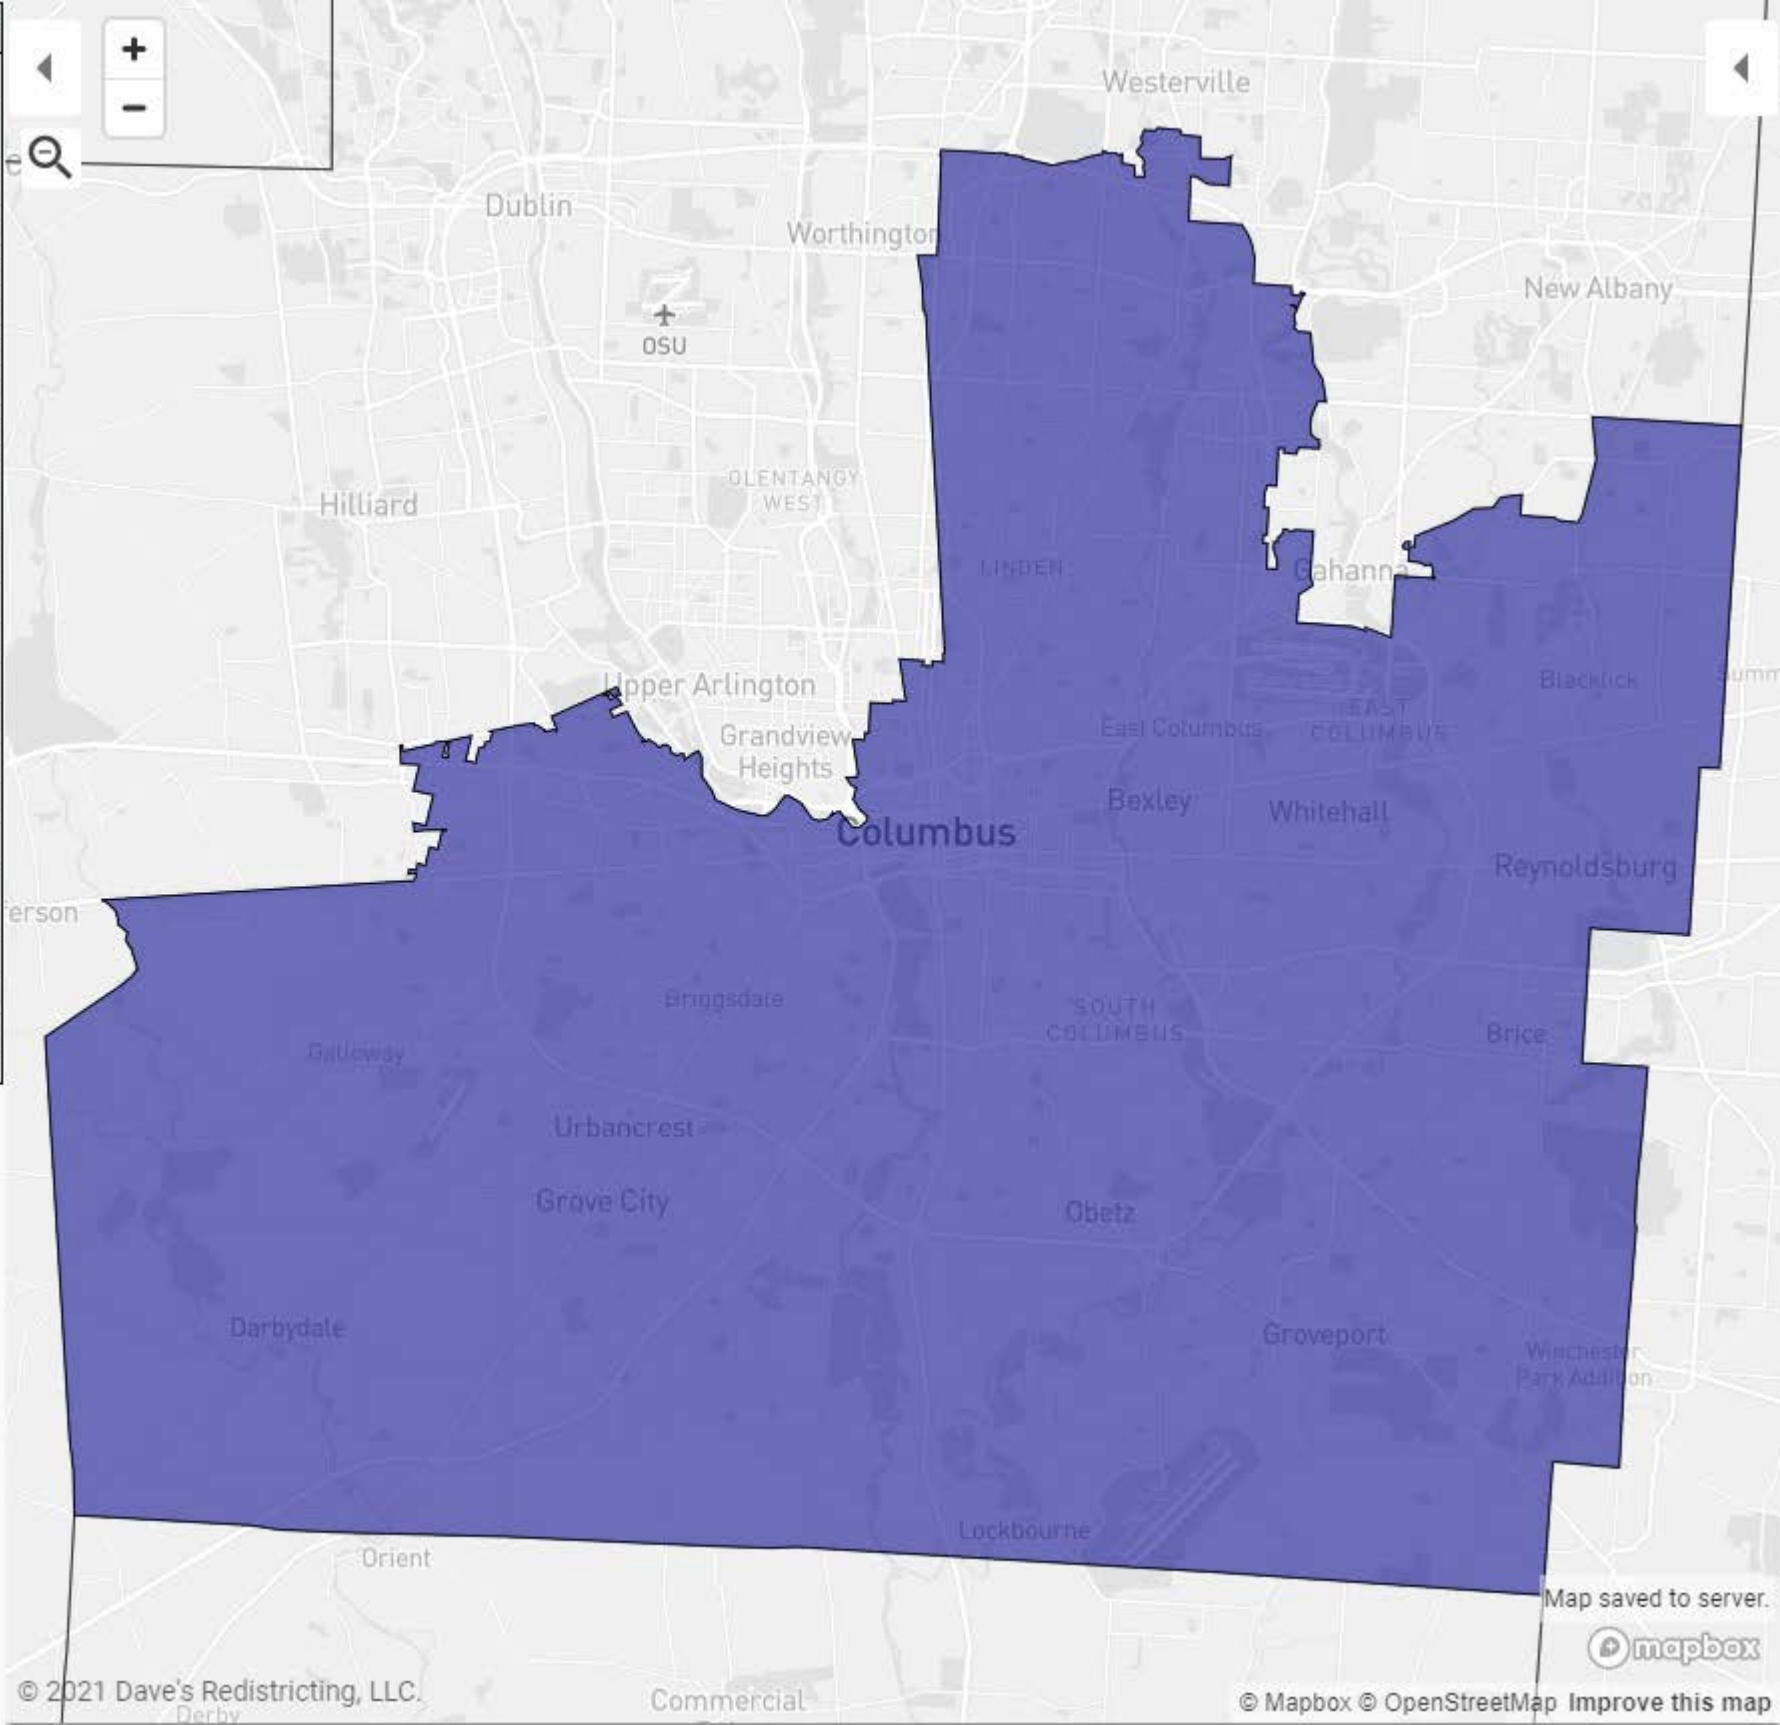 +
−
Westerville
Dublin
Worthington
New Albany
OSU
OLENTANGY
WEST
Hilliard
LINDEN
Gahanna
Upper Arlington
Blacklick
Summ
EAST
COLUMBUS
East Columbus
Grandview
Heights
Bexley
Whitehall
Columbus
Reynoldsburg
erson
Briggsdale
SOUTH
COLUMBUS
Brice
Galloway
Urbancrest
Grove City
Obetz
Darbydale
Groveport
Winchester
Park Addition
Lockbourne
Orient
Map saved to server.
mapbox
© 2021 Dave's Redistricting, LLC.
Commercial
© Mapbox © OpenStreetMap Improve this map
Derby